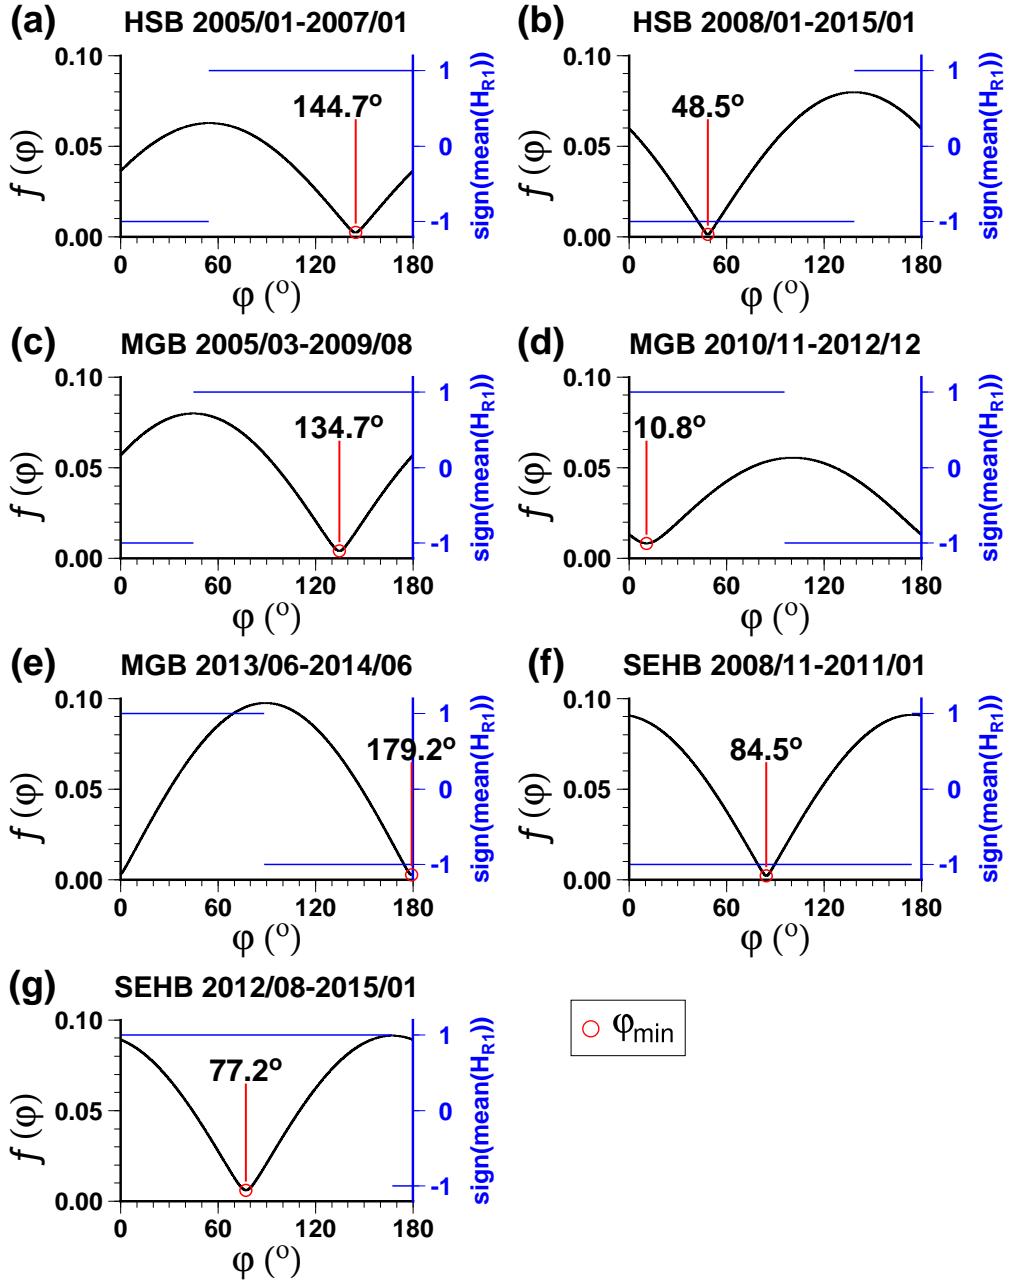 (a) HSB 2005/01-2007/01
0.10
0.05
0.00
f (φ)
144.7º
1
0
-1
sign(mean(H_R1))
0 60 120 180
φ (º)
(b) HSB 2008/01-2015/01
0.10
0.05
0.00
f (φ)
48.5º
1
0
-1
sign(mean(H_R1))
0 60 120 180
φ (º)
(c) MGB 2005/03-2009/08
0.10
0.05
0.00
f (φ)
134.7º
1
0
-1
sign(mean(H_R1))
0 60 120 180
φ (º)
(d) MGB 2010/11-2012/12
0.10
0.05
0.00
f (φ)
10.8º
1
0
-1
sign(mean(H_R1))
0 60 120 180
φ (º)
(e) MGB 2013/06-2014/06
0.10
0.05
0.00
f (φ)
179.2º
1
0
-1
sign(mean(H_R1))
0 60 120 180
φ (º)
(f) SEHB 2008/11-2011/01
0.10
0.05
0.00
f (φ)
84.5º
1
0
-1
sign(mean(H_R1))
0 60 120 180
φ (º)
(g) SEHB 2012/08-2015/01
0.10
0.05
0.00
f (φ)
77.2º
1
0
-1
sign(mean(H_R1))
0 60 120 180
φ (º)
φ_min